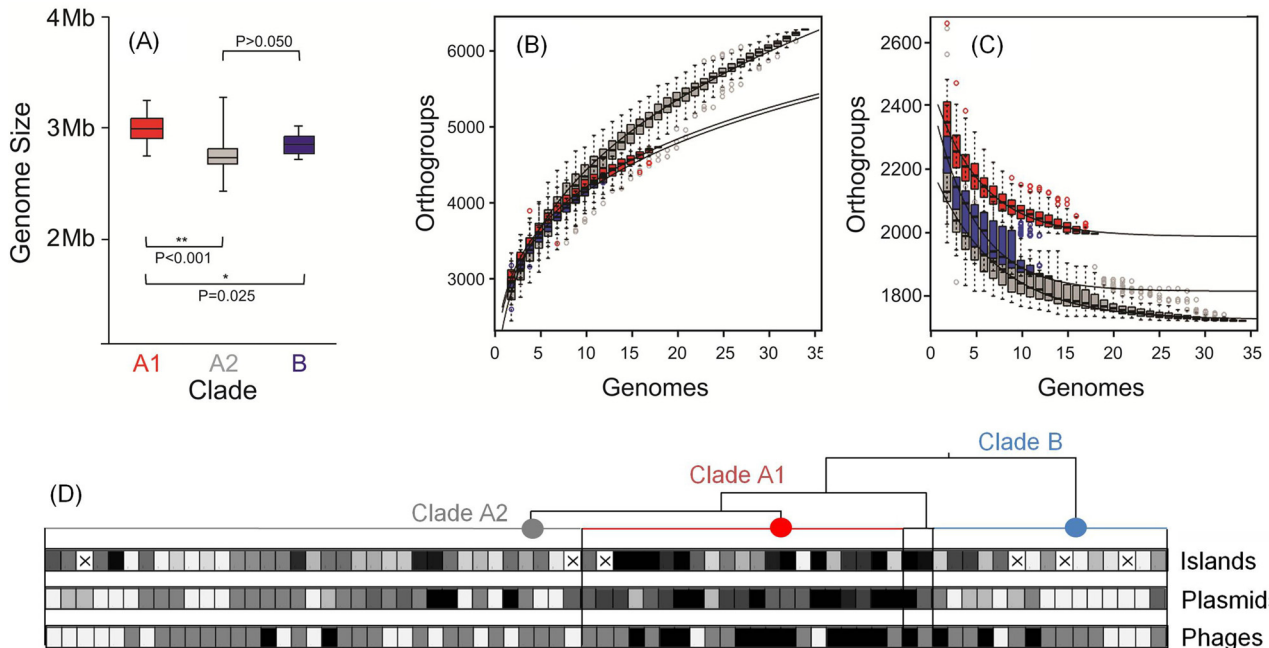 4Mb
(A)
P>0.050
3Mb
2Mb
**
P<0.001
*
P=0.025
Genome Size
A1 A2 B
Clade
(B)
6000
5000
4000
3000
Orthogroups
0 5 10 15 20 25 30 35
Genomes
(C)
2600
2400
2200
2000
1800
Orthogroups
0 5 10 15 20 25 30 35
Genomes
(D)
Clade B
Clade A1
Clade A2
Islands
Plasmid
Phages